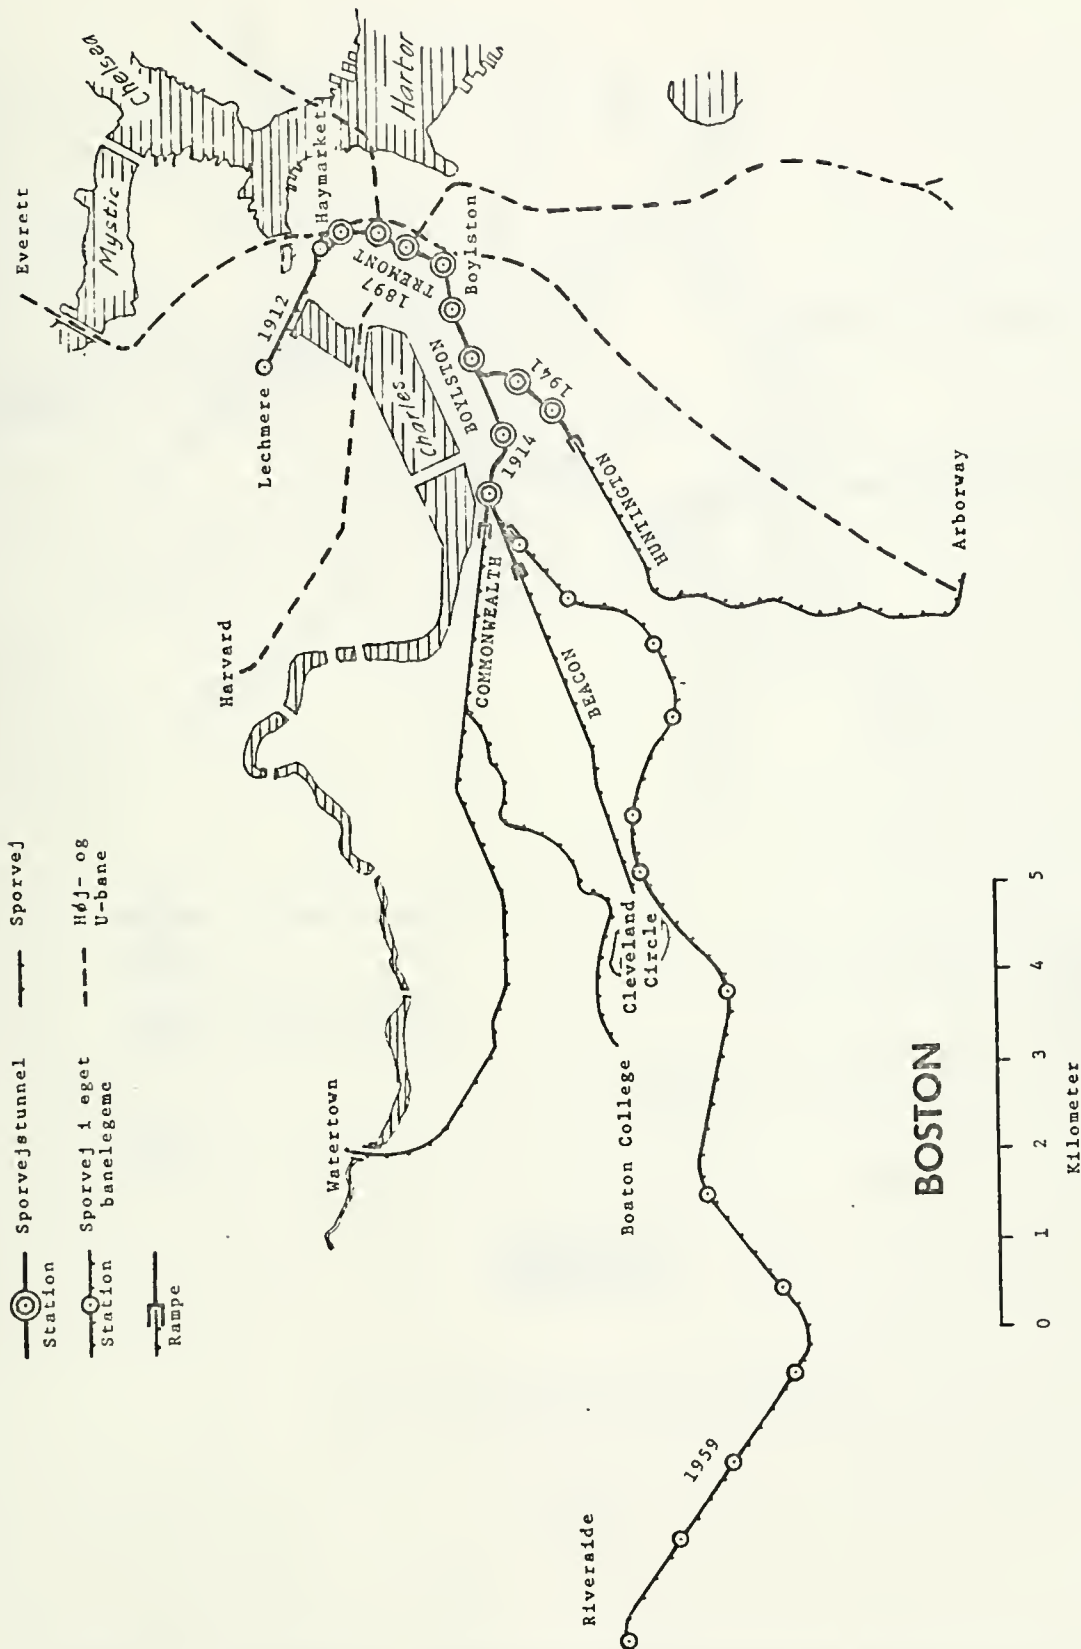 Sporvejstunnel
Station
Sporvej i eget
banelegeme
Station
Rampe
Sporvej
Høj- og
U-bane
Everett
Mystic
Chelsea
Harbor
Haymarket
Lechmere
1912
TREMONT
1897
Boylston
Charles
BOYLSTON
1941
1914
Harvard
COMMONWEALTH
HUNTINGTON
BEACON
Arborway
Watertown
Cleveland
Circle
Boaton College
1959
Riveraide
BOSTON
0 1 2 3 4 5
Kilometer